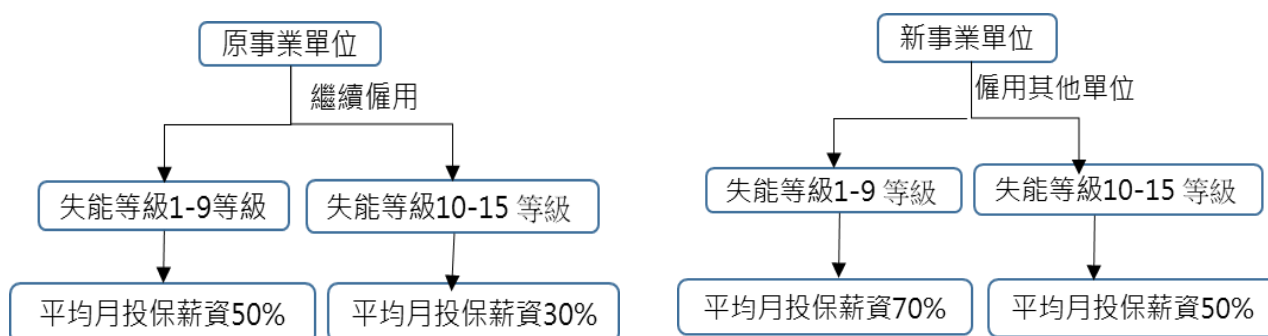 原事業單位
繼續僱用
失能等級1-9等級
失能等級10-15 等級
平均月投保薪資50%
平均月投保薪資30%
新事業單位
僱用其他單位
失能等級1-9 等級
失能等級10-15 等級
平均月投保薪資70%
平均月投保薪資50%